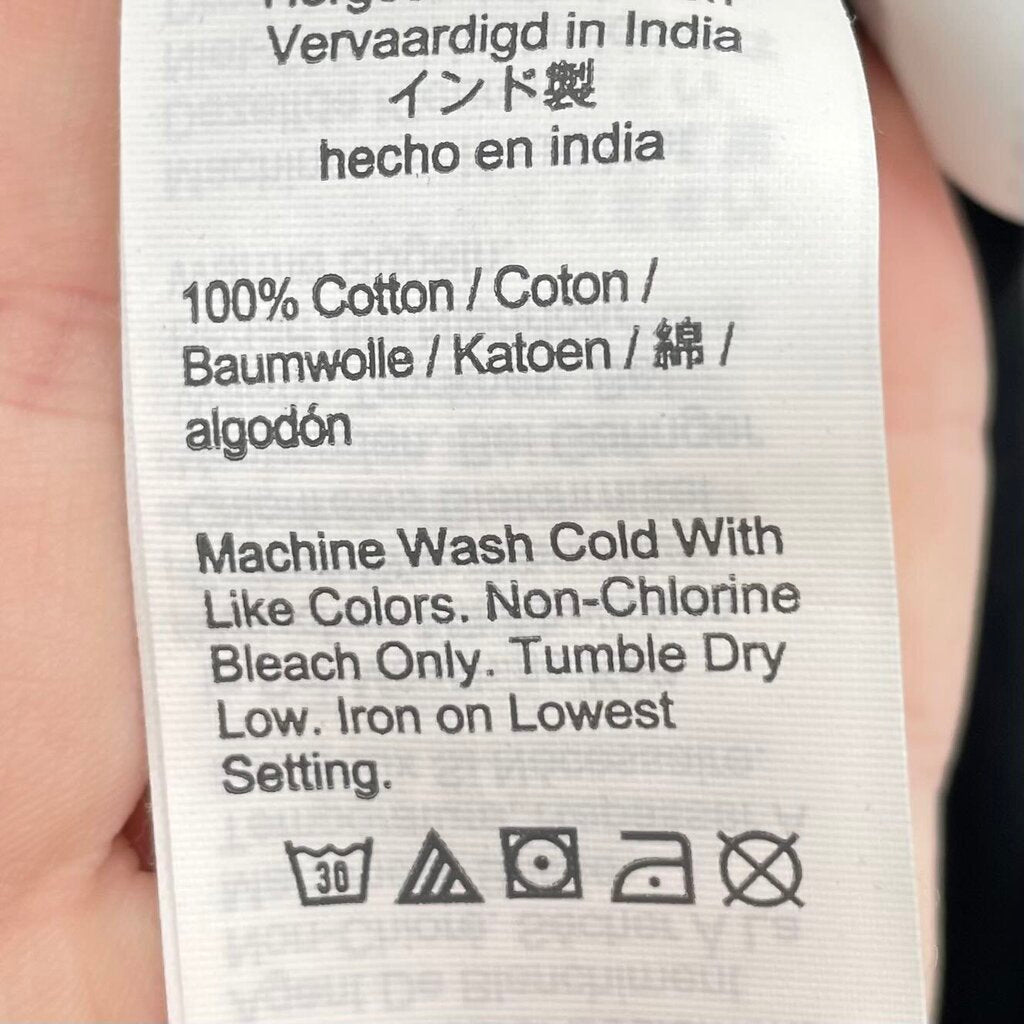 Vervaardigd in India
インド製
hecho en india
100% Cotton / Coton /
Baumwolle / Katoen / 綿 /
algodón
Machine Wash Cold With
Like Colors. Non-Chlorine
Bleach Only. Tumble Dry
Low. Iron on Lowest
Setting.
30